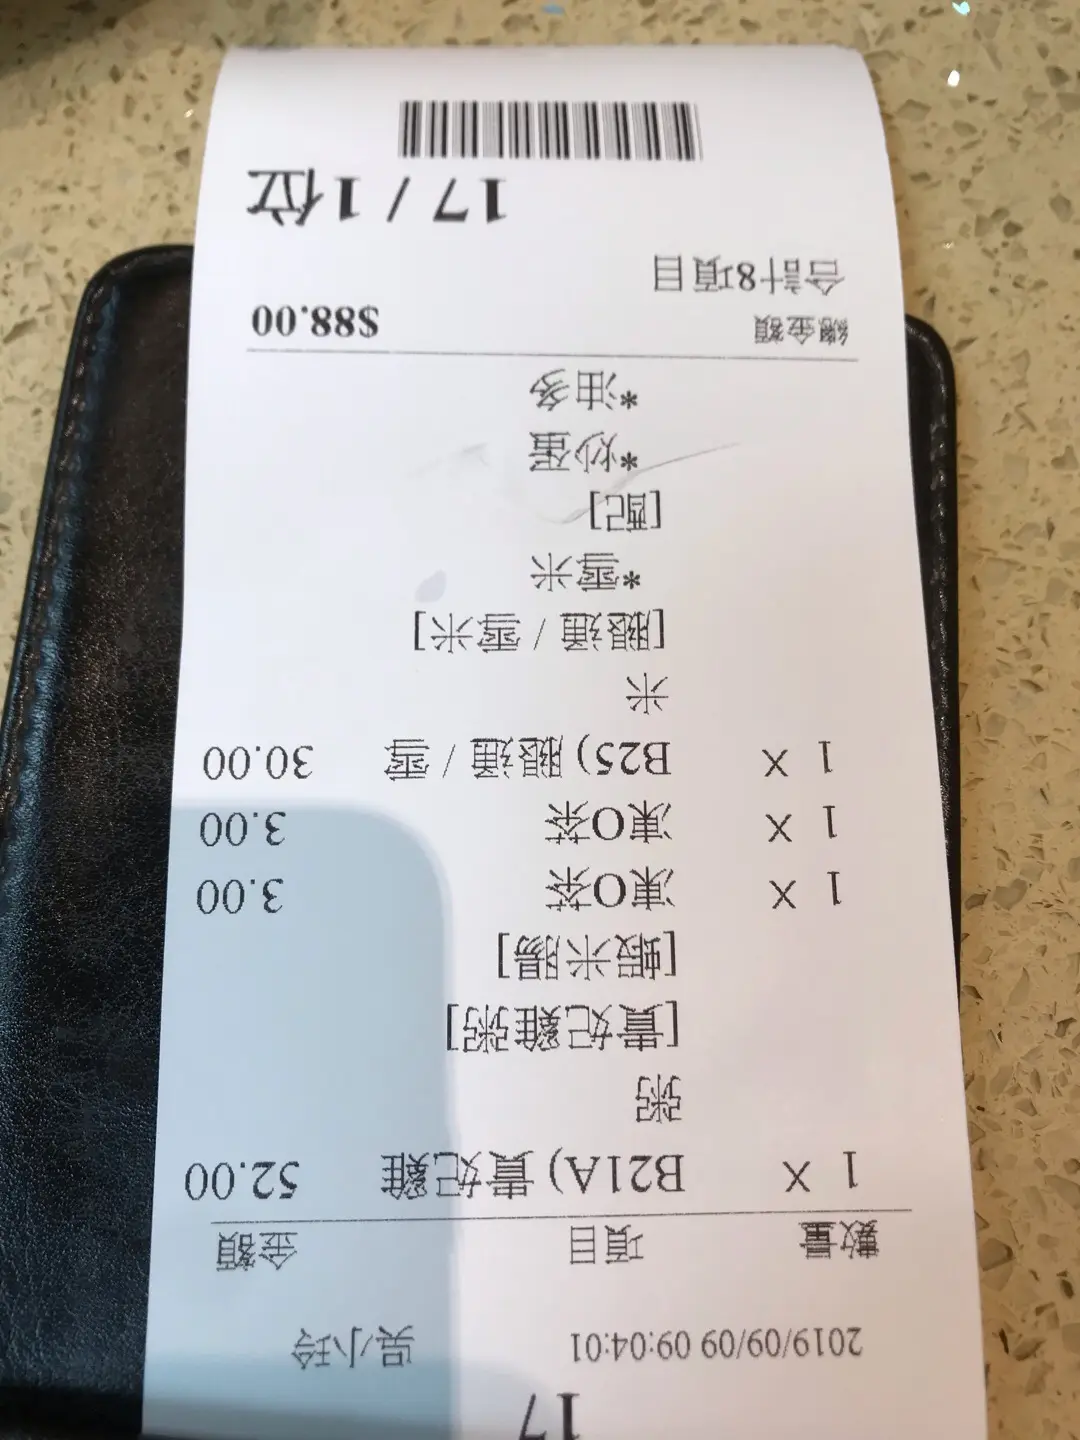 17
2019/09/09 09:04:01 吳小玲
數量 項目 金額
1 X B21A) 貴妃雞 52.00
粥
[貴妃雞粥]
[蝦米腸]
1 X 凍O茶 3.00
1 X 凍O茶 3.00
1 X B25) 腿通 / 雪 30.00
米
[腿通 / 雪米]
*雪米
[配]
*炒蛋
*油多
總金額 $88.00
合計8項目
17 / 1位